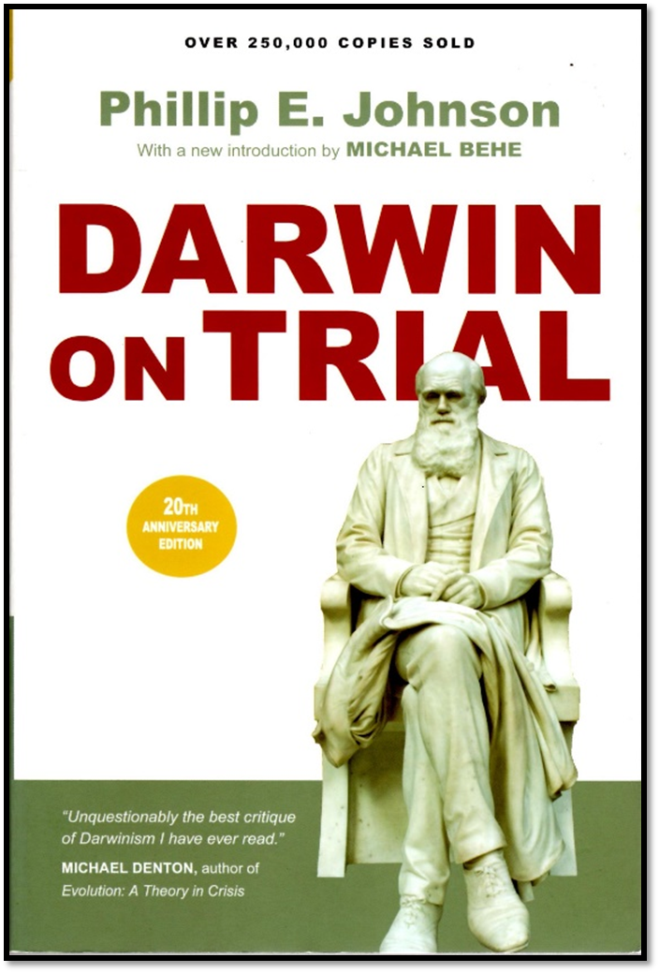 OVER 250,000 COPIES SOLD
Phillip E. Johnson
With a new introduction by MICHAEL BEHE
DARWIN
ON TRIAL
20TH
ANNIVERSARY
EDITION
“Unquestionably the best critique
of Darwinism I have ever read.”
MICHAEL DENTON, author of
Evolution: A Theory in Crisis